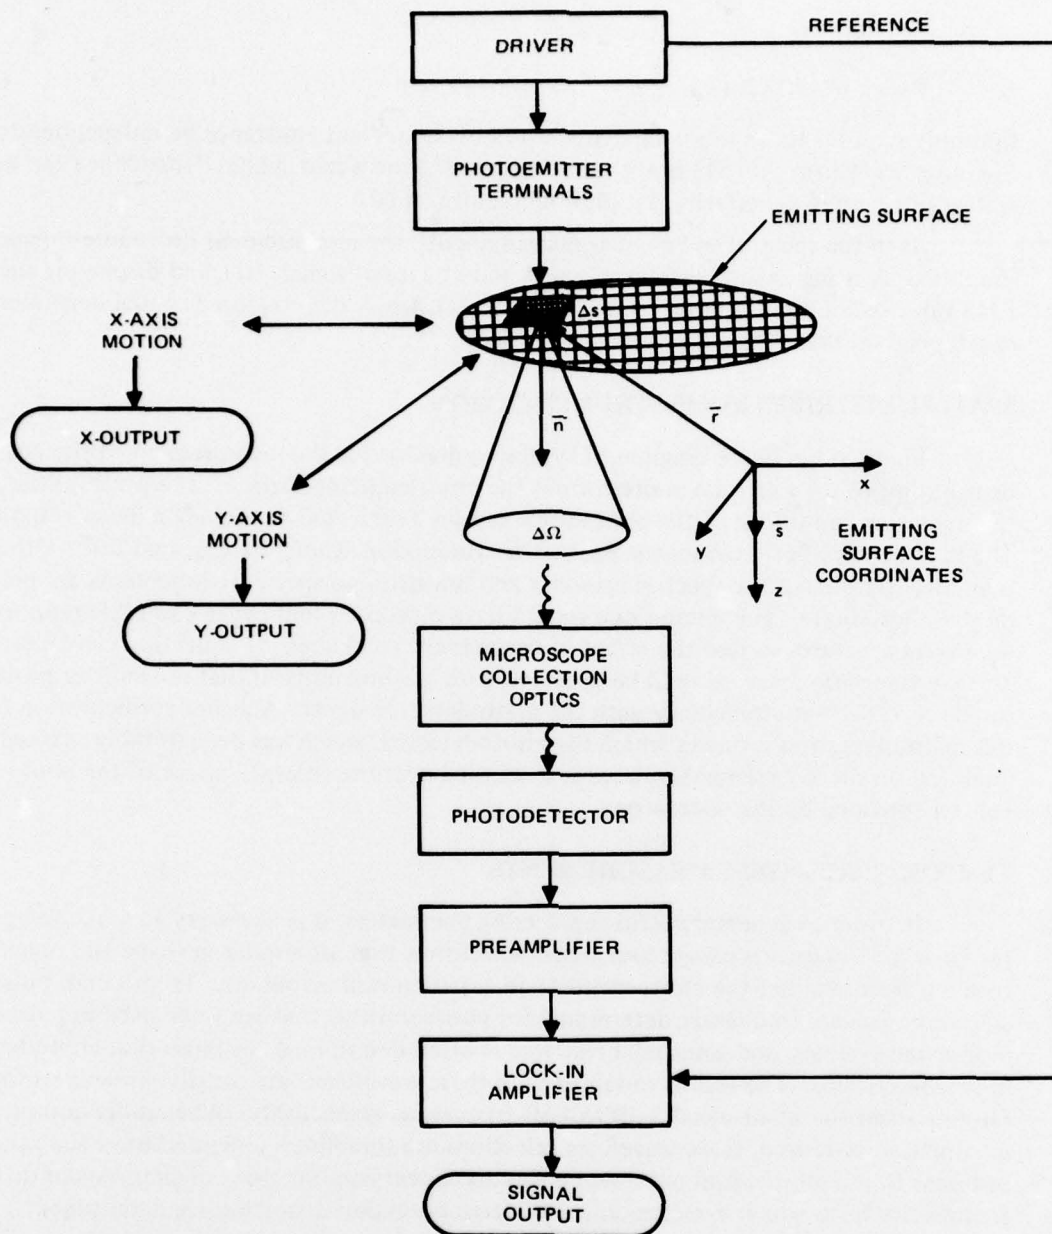 DRIVER
REFERENCE
PHOTOEMITTER
TERMINALS
EMITTING SURFACE
Δs
X-AXIS
MOTION
X-OUTPUT
n̄
r̄
x
y
s̄
z
EMITTING
SURFACE
COORDINATES
ΔΩ
Y-AXIS
MOTION
Y-OUTPUT
MICROSCOPE
COLLECTION
OPTICS
PHOTODETECTOR
PREAMPLIFIER
LOCK-IN
AMPLIFIER
SIGNAL
OUTPUT